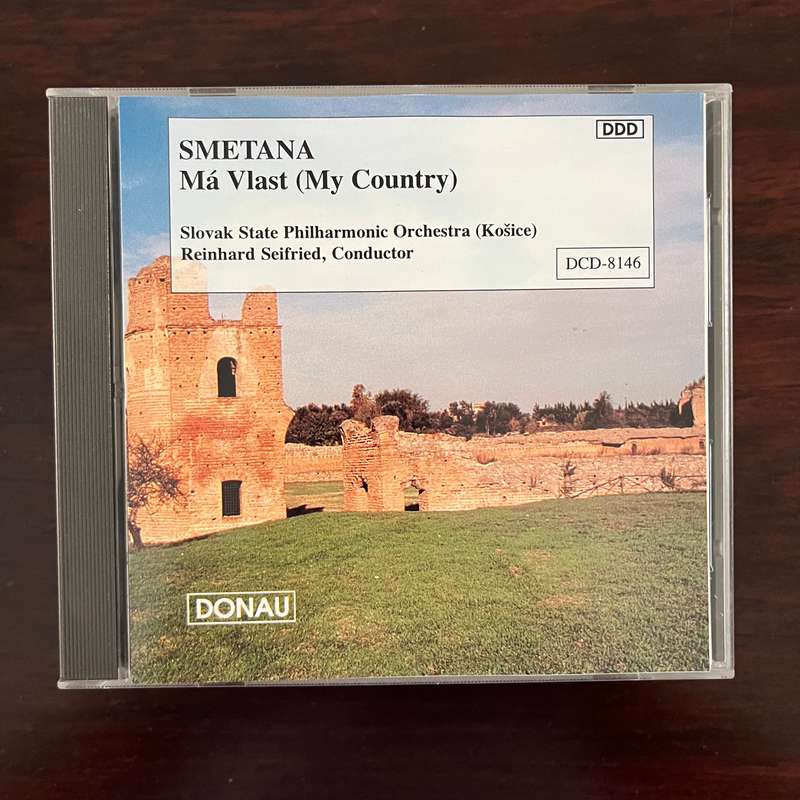 DDD
SMETANA
Má Vlast (My Country)
Slovak State Philharmonic Orchestra (Košice)
Reinhard Seifried, Conductor
DCD-8146
DONAU